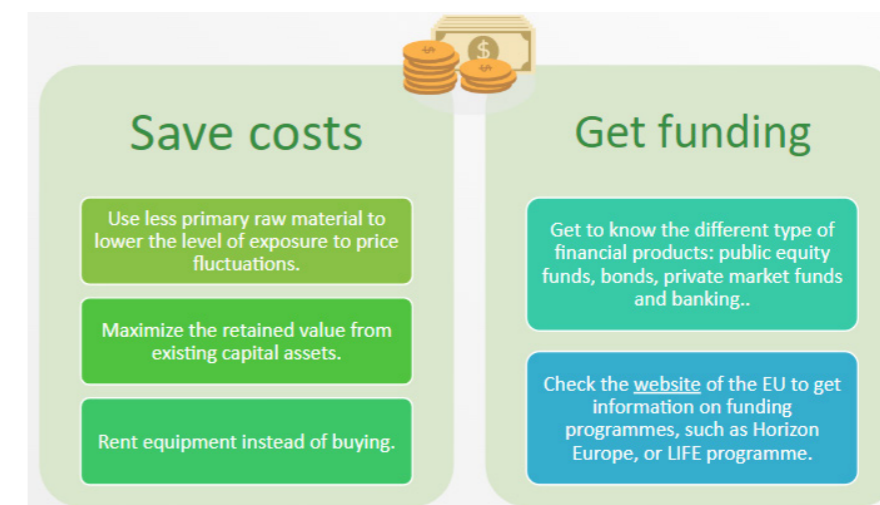 Save costs
Use less primary raw material to
lower the level of exposure to price
fluctuations.
Maximize the retained value from
existing capital assets.
Rent equipment instead of buying.
Get funding
Get to know the different type of
financial products: public equity
funds, bonds, private market funds
and banking..
Check the website of the EU to get
information on funding
programmes, such as Horizon
Europe, or LIFE programme.